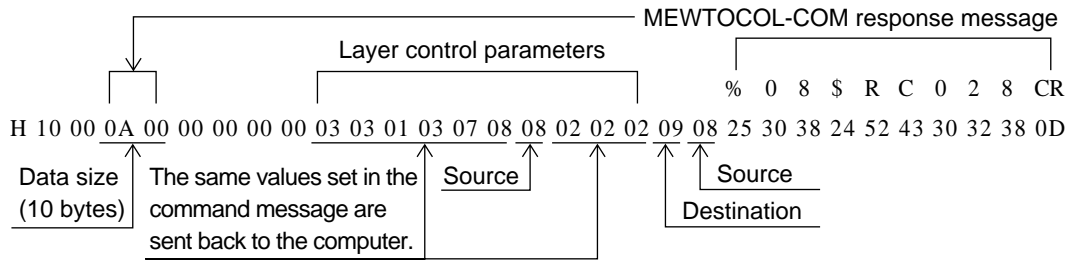 MEWTOCOL-COM response message
Layer control parameters
% 0 8 $ R C 0 2 8 CR
H 10 00 0A 00 00 00 00 00 03 03 01 03 07 08 08 02 02 02 09 08 25 30 38 24 52 43 30 32 38 0D
Data size
(10 bytes)
The same values set in the
command message are
sent back to the computer.
Source
Source
Destination